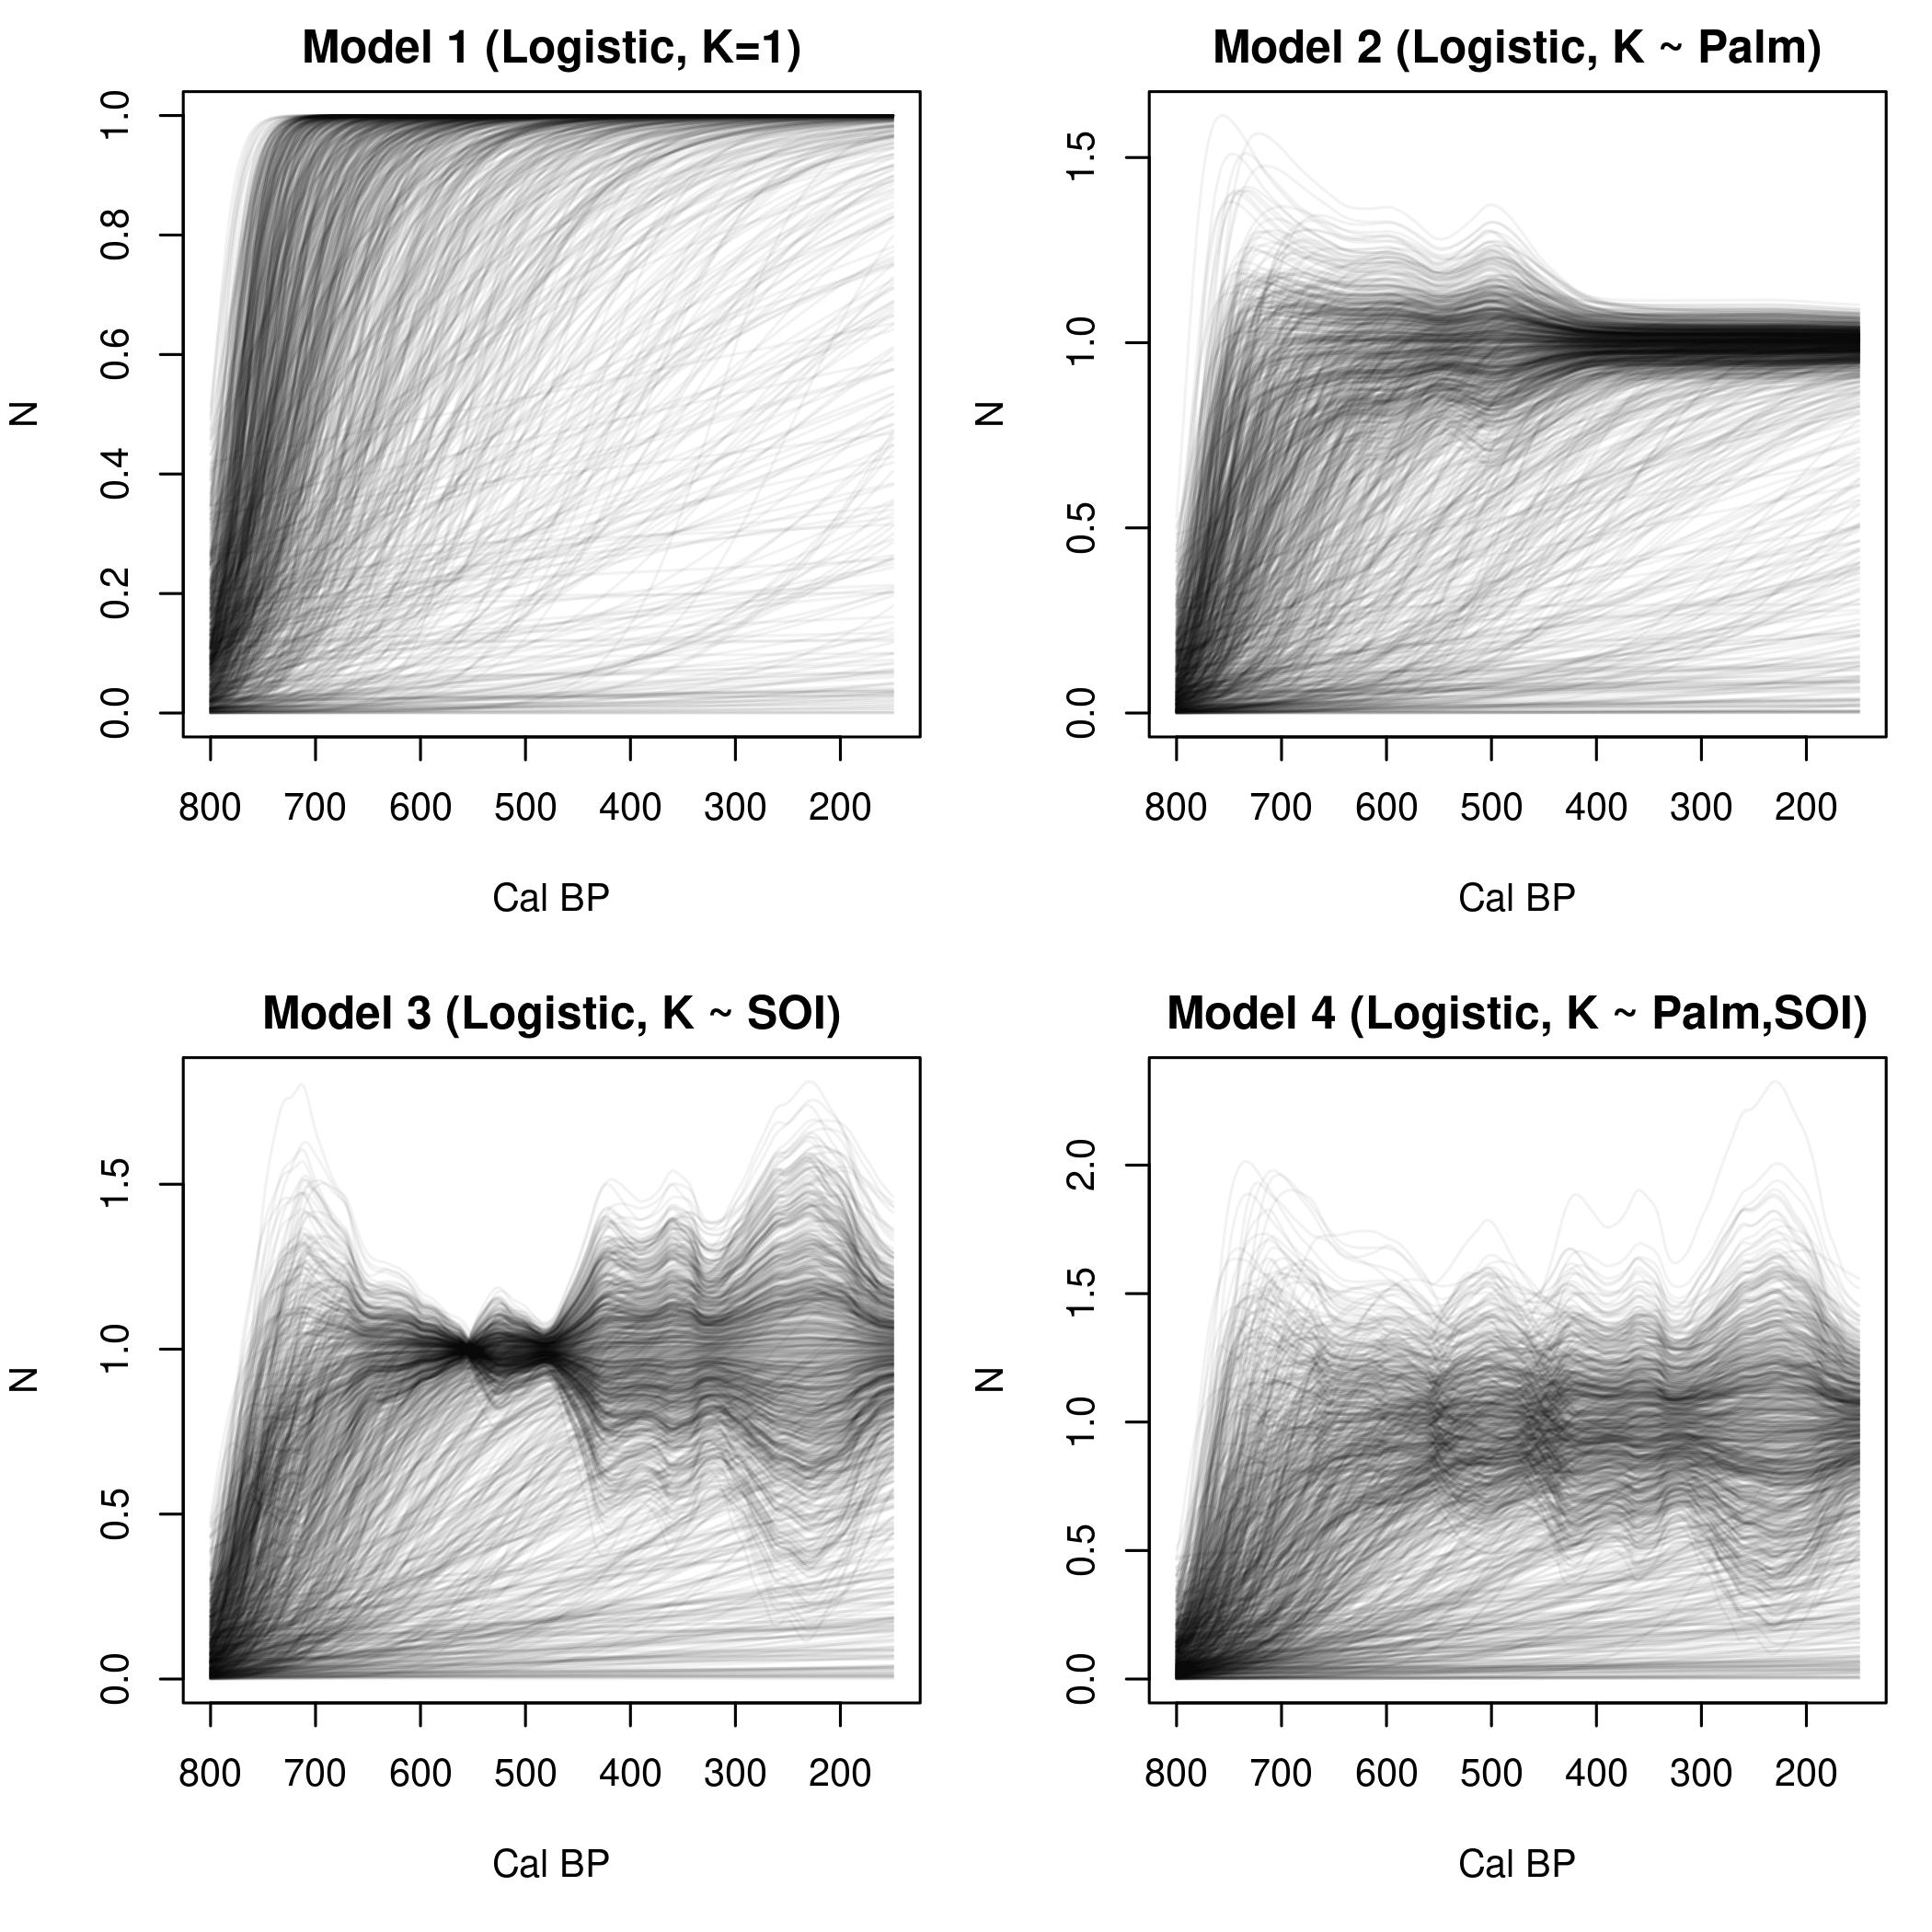 Model 1 (Logistic, K=1)
N
1.0
0.8
0.6
0.4
0.2
0.0
800 700 600 500 400 300 200
Cal BP
Model 2 (Logistic, K ~ Palm)
N
1.5
1.0
0.5
0.0
800 700 600 500 400 300 200
Cal BP
Model 3 (Logistic, K ~ SOI)
N
1.5
1.0
0.5
0.0
800 700 600 500 400 300 200
Cal BP
Model 4 (Logistic, K ~ Palm,SOI)
N
2.0
1.5
1.0
0.5
0.0
800 700 600 500 400 300 200
Cal BP